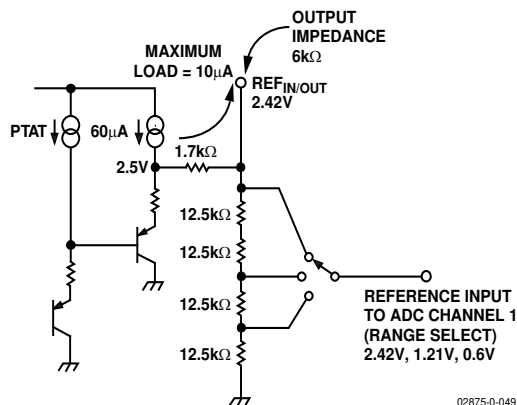 OUTPUT
IMPEDANCE
6kΩ
MAXIMUM
LOAD = 10μA
REFIN/OUT
2.42V
PTAT
60μA
1.7kΩ
2.5V
12.5kΩ
12.5kΩ
12.5kΩ
12.5kΩ
REFERENCE INPUT
TO ADC CHANNEL 1
(RANGE SELECT)
2.42V, 1.21V, 0.6V
02875-0-049